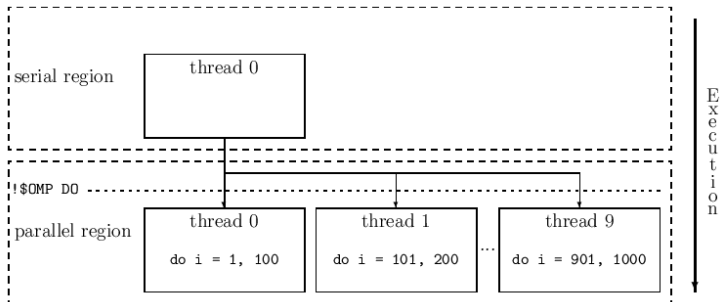 thread 0
serial region
Execution
!$OMP DO
thread 0
thread 1
thread 9
parallel region
...
do i = 1, 100
do i = 101, 200
do i = 901, 1000